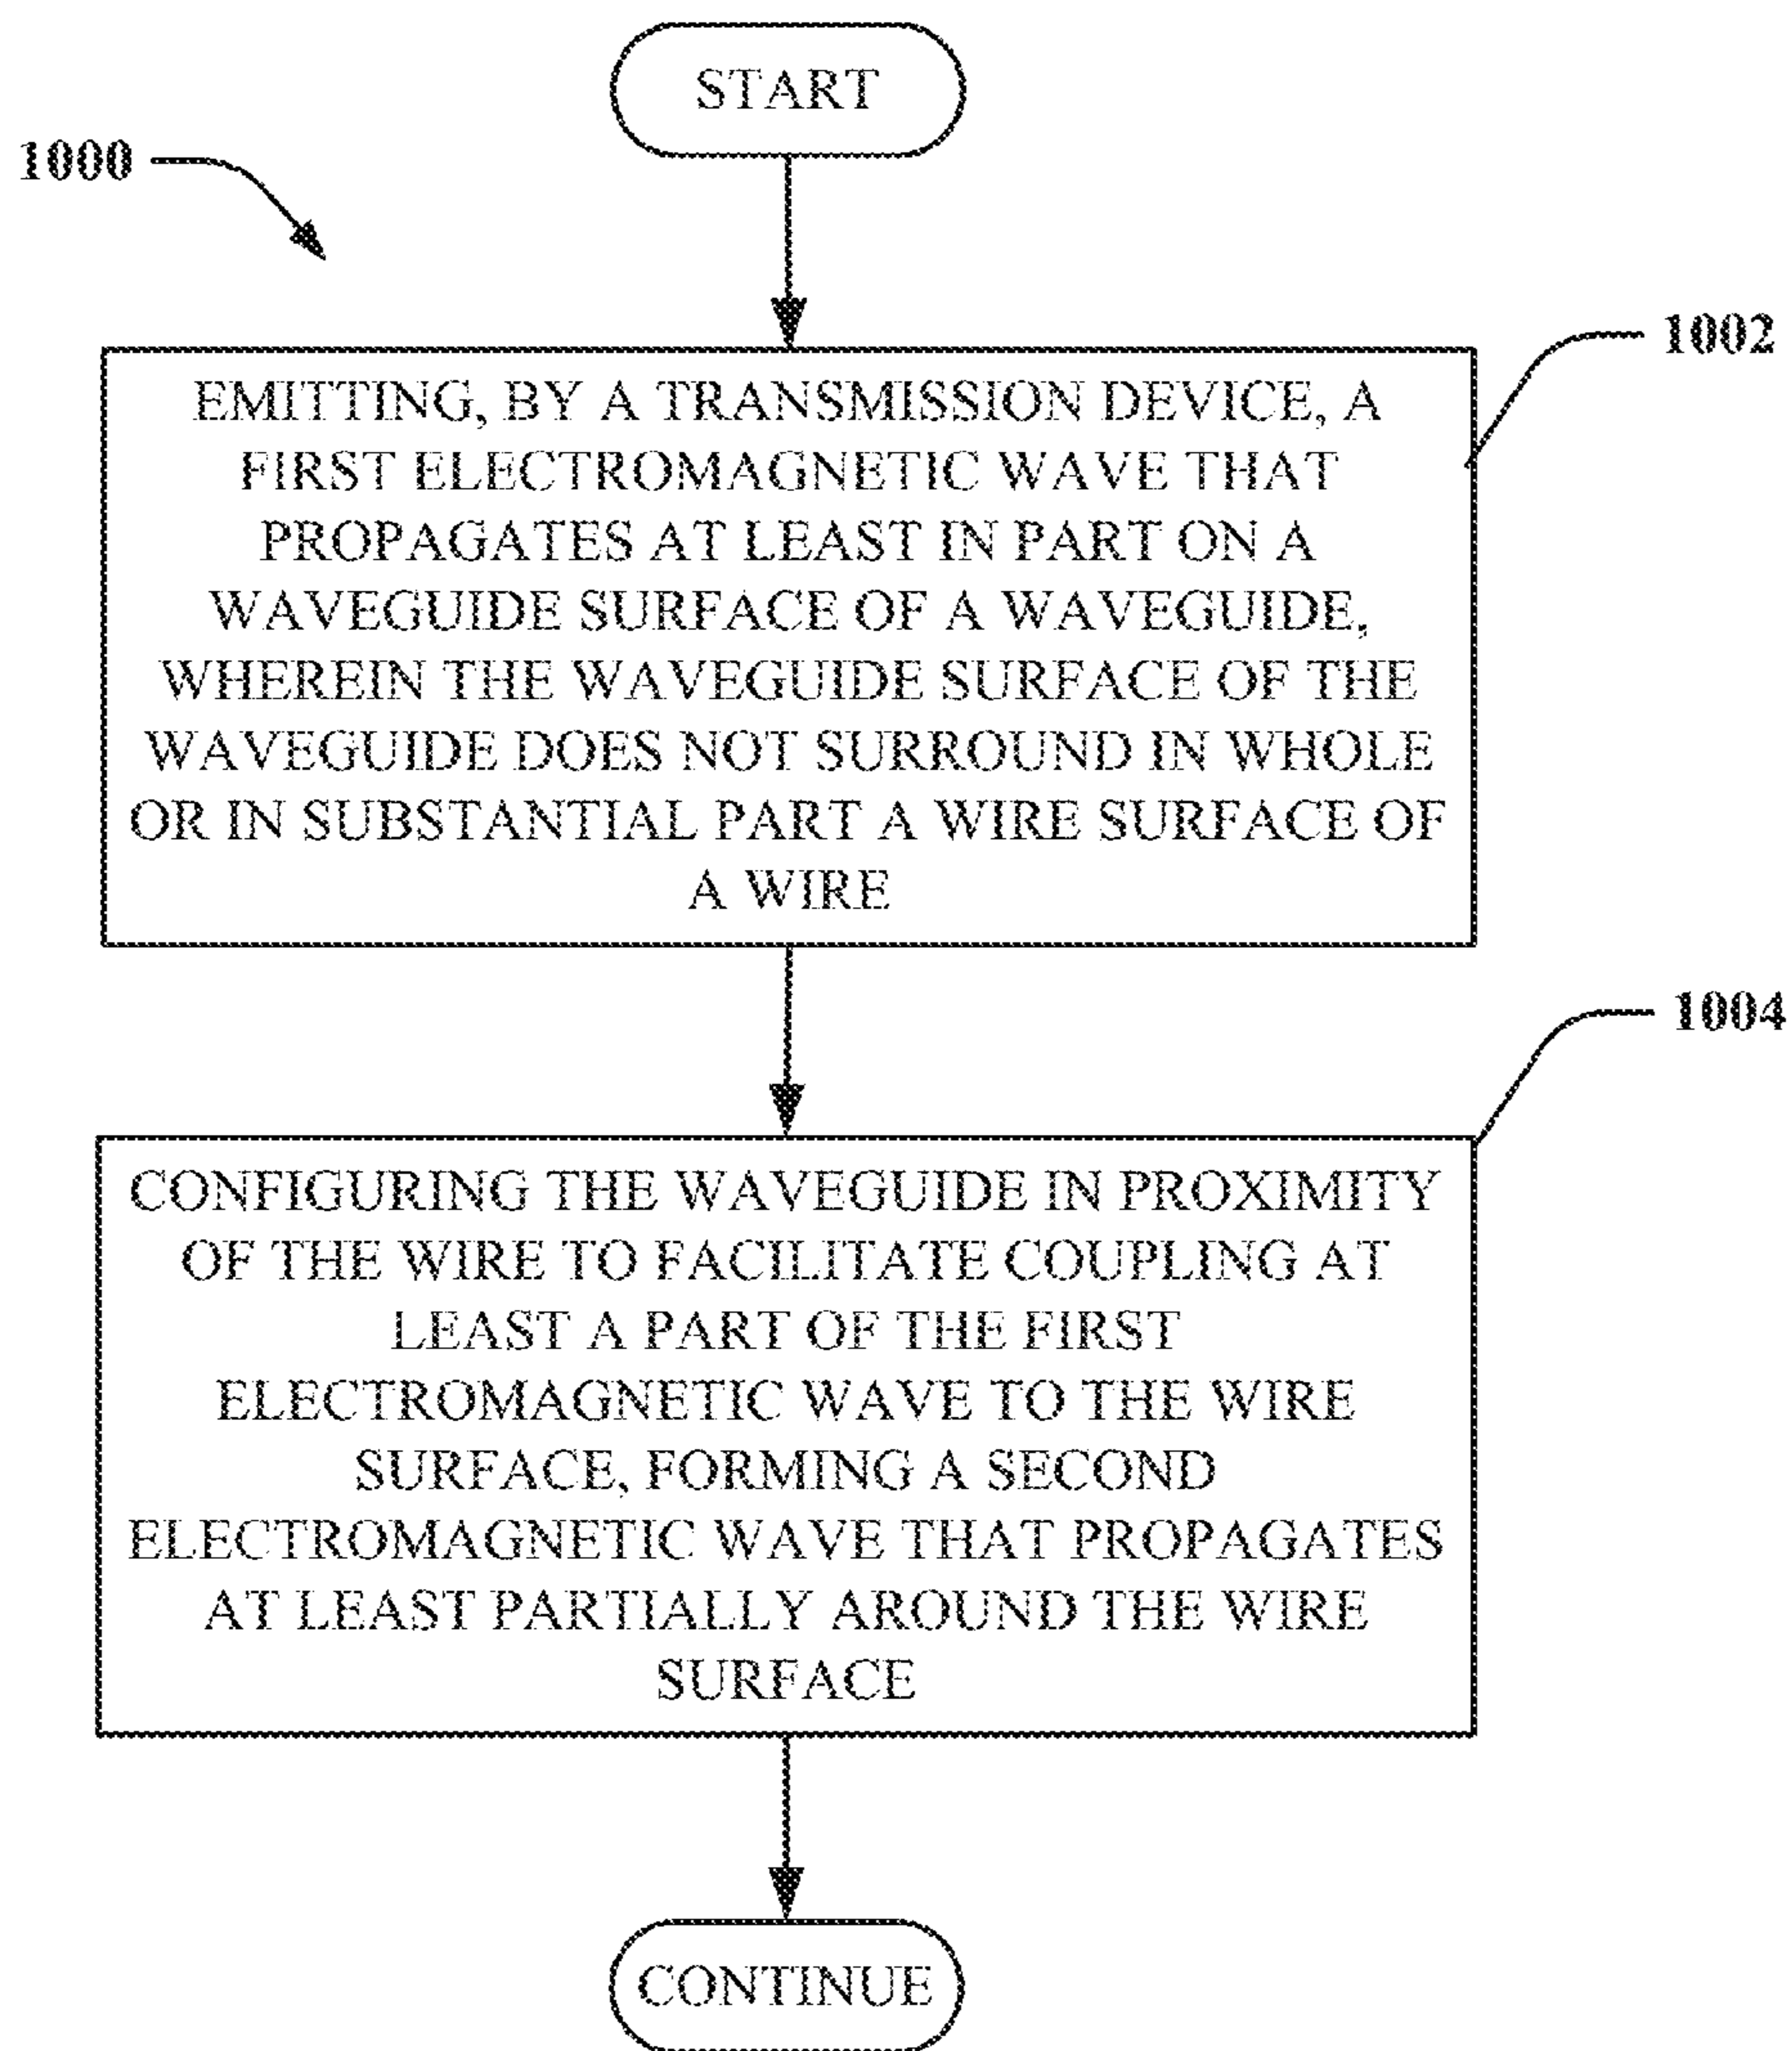 START
1000
1002
EMITTING, BY A TRANSMISSION DEVICE, A
FIRST ELECTROMAGNETIC WAVE THAT
PROPAGATES AT LEAST IN PART ON A
WAVEGUIDE SURFACE OF A WAVEGUIDE,
WHEREIN THE WAVEGUIDE SURFACE OF THE
WAVEGUIDE DOES NOT SURROUND IN WHOLE
OR IN SUBSTANTIAL PART A WIRE SURFACE OF
A WIRE
1004
CONFIGURING THE WAVEGUIDE IN PROXIMITY
OF THE WIRE TO FACILITATE COUPLING AT
LEAST A PART OF THE FIRST
ELECTROMAGNETIC WAVE TO THE WIRE
SURFACE, FORMING A SECOND
ELECTROMAGNETIC WAVE THAT PROPAGATES
AT LEAST PARTIALLY AROUND THE WIRE
SURFACE
CONTINUE